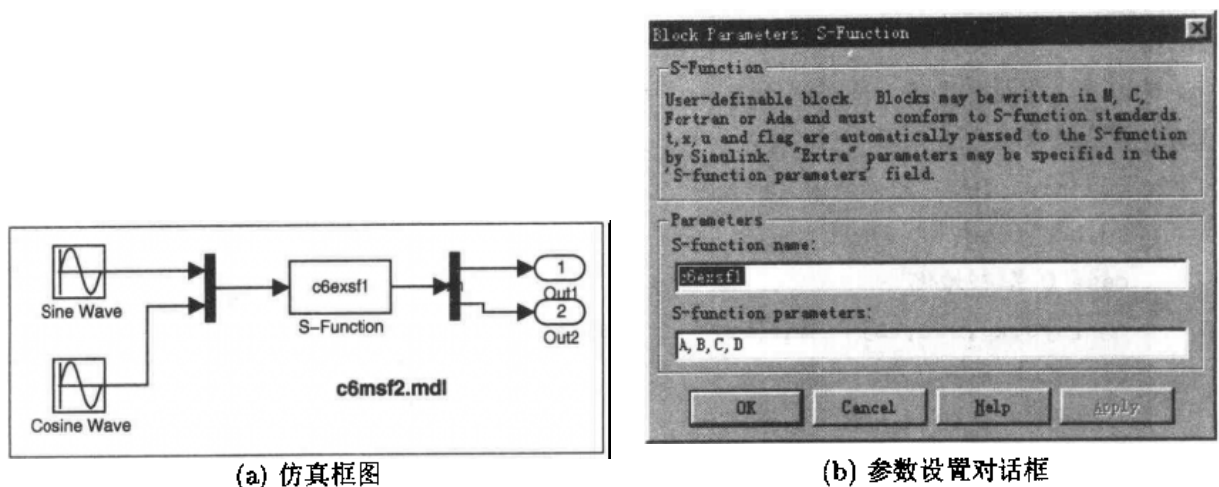 Sine Wave
Cosine Wave
c6exsf1
S-Function
1
Out1
2
Out2
c6msf2.mdl
(a) 仿真框图
Block Parameters: S-Function
S-Function
User-definable block. Blocks may be written in M, C,
Fortran or Ada and must conform to S-function standards.
t,x,u and flag are automatically passed to the S-function
by Simulink. "Extra" parameters may be specified in the
'S-function parameters' field.
Parameters
S-function name:
c6exsf1
S-function parameters:
A, B, C, D
OK
Cancel
Help
Apply
(b) 参数设置对话框